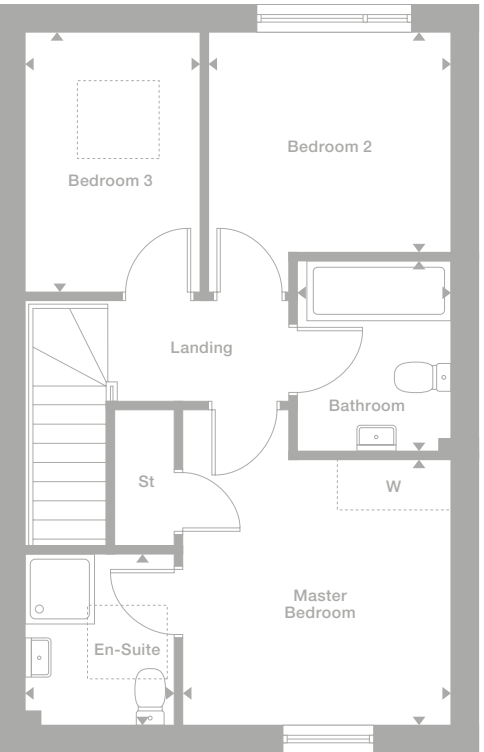 Bedroom 2
Bedroom 3
Landing
Bathroom
St
W
Master
Bedroom
En-Suite